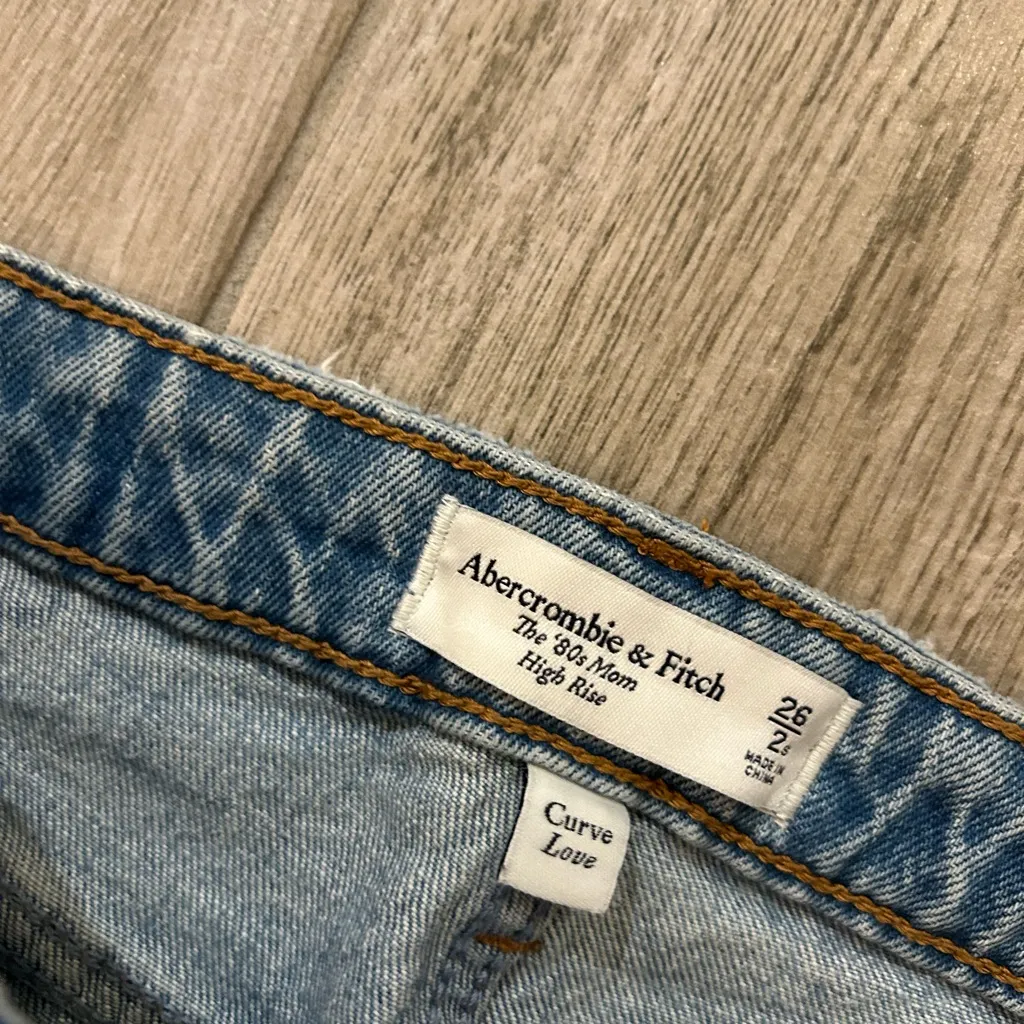 Abercrombie & Fitch
The '80s Mom
High Rise
26
2s
MADE IN
CHINA
Curve
Love